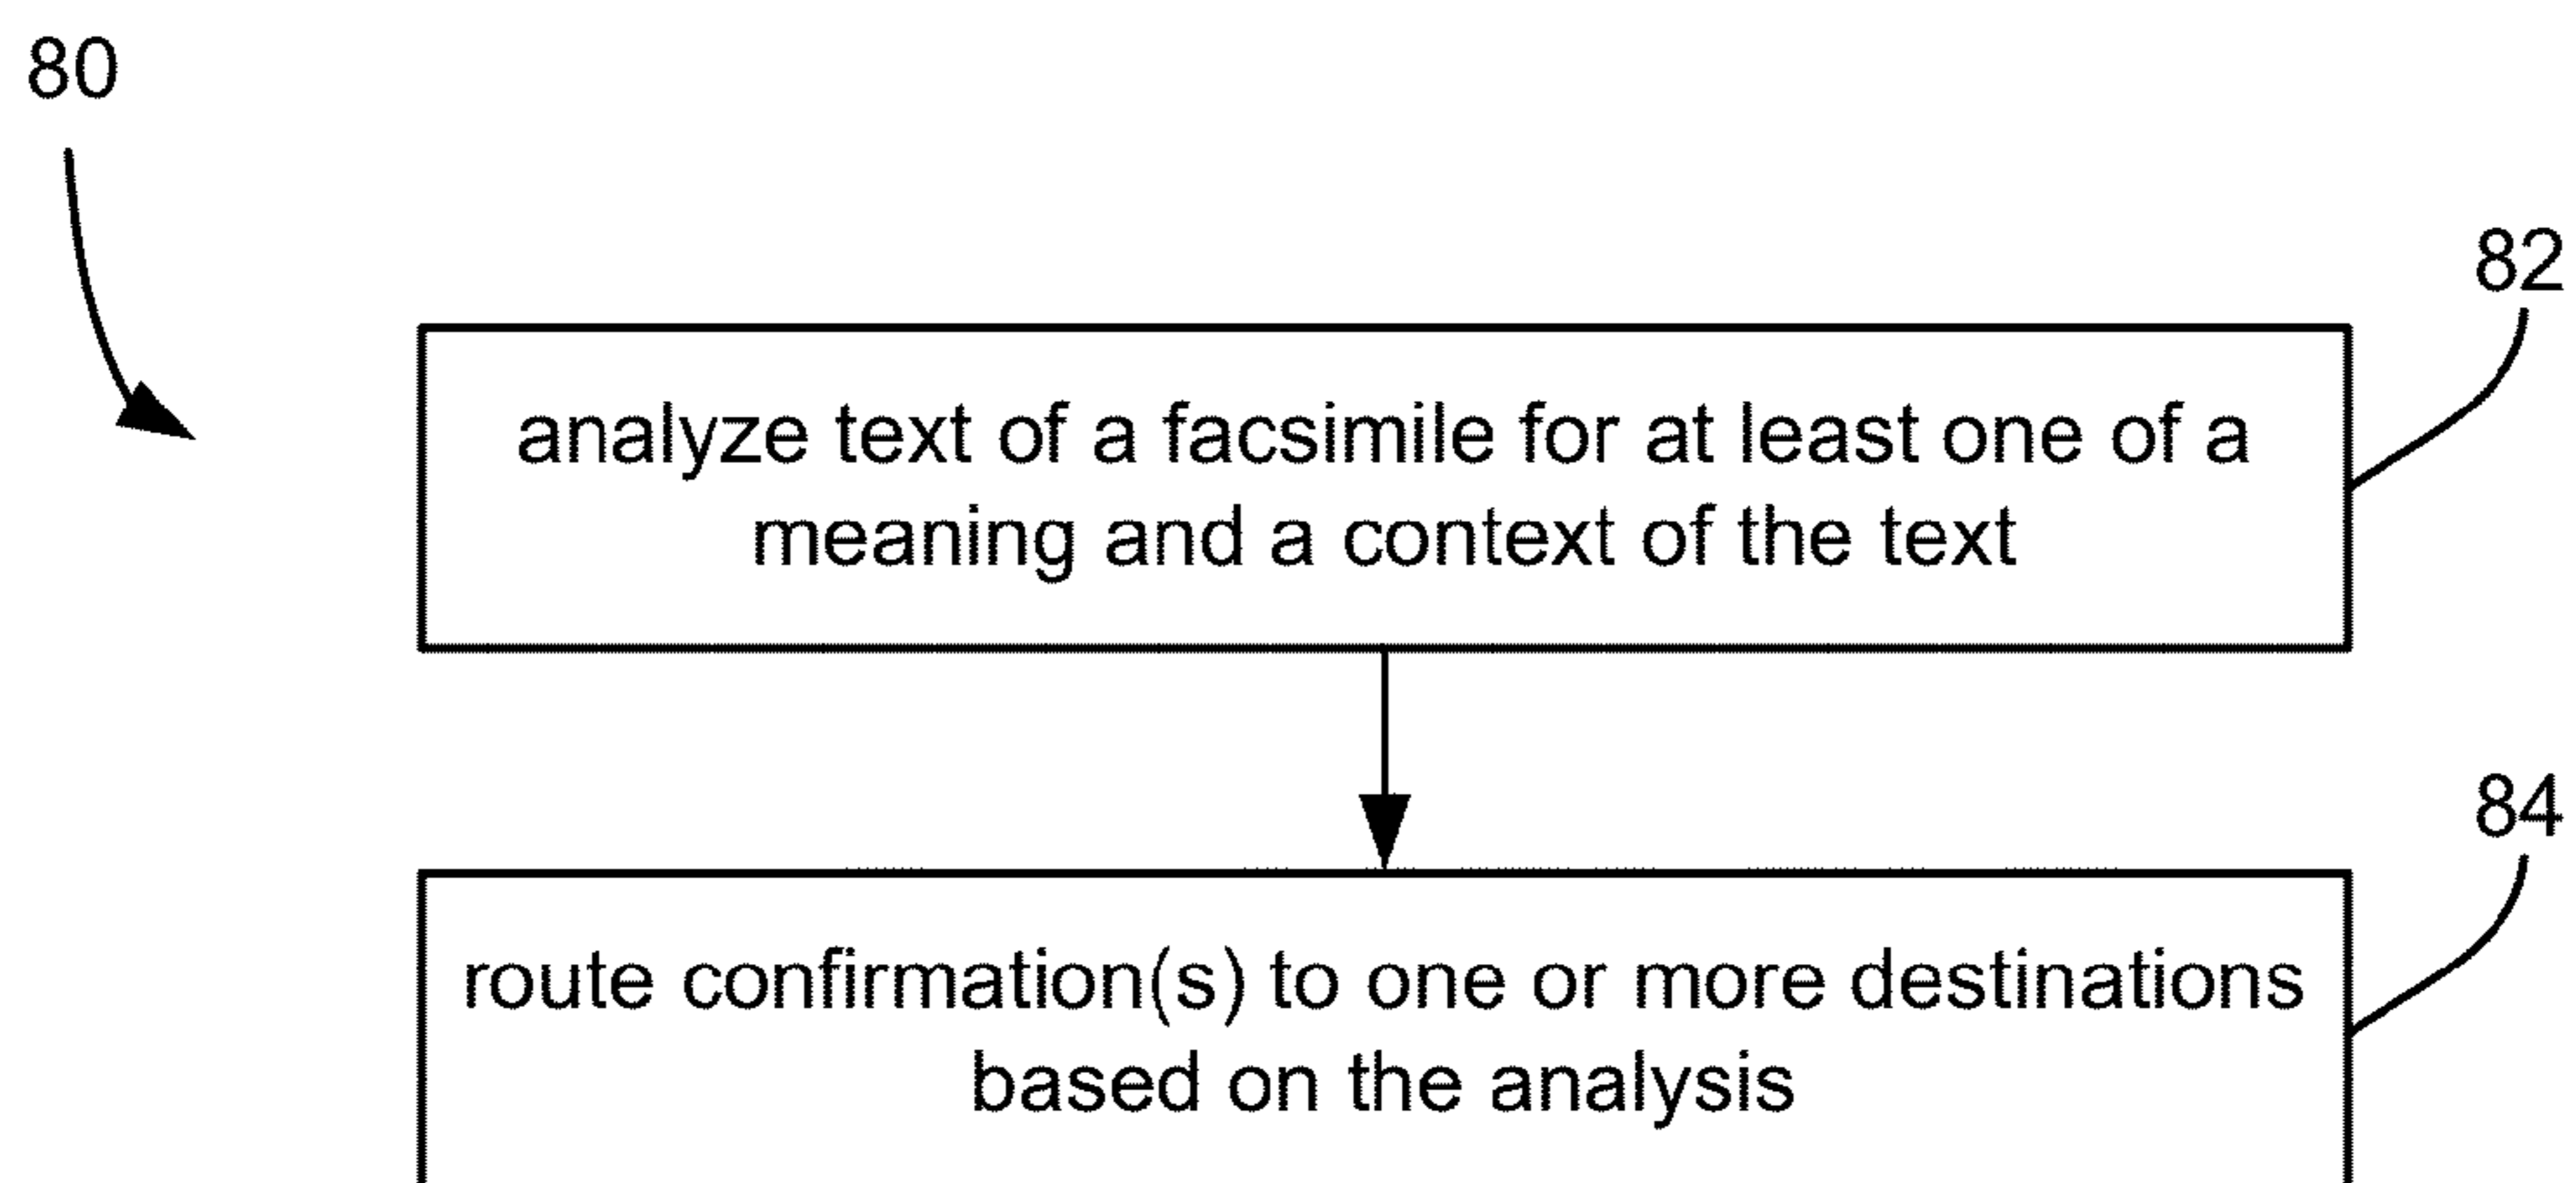 80
82
analyze text of a facsimile for at least one of a
meaning and a context of the text
84
route confirmation(s) to one or more destinations
based on the analysis